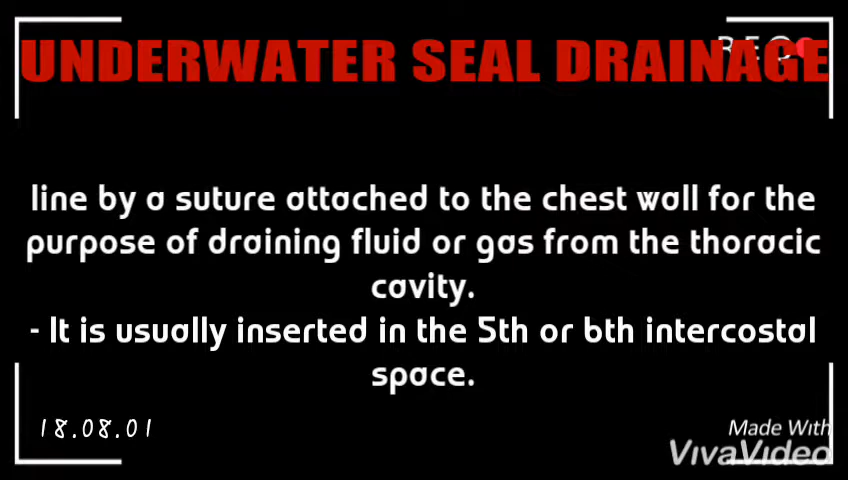 UNDERWATER SEAL DRAINAGE
REC
line by a suture attached to the chest wall for the
purpose of draining fluid or gas from the thoracic
cavity.
- It is usually inserted in the 5th or 6th intercostal
space.
18.08.01
Made With
VivaVideo